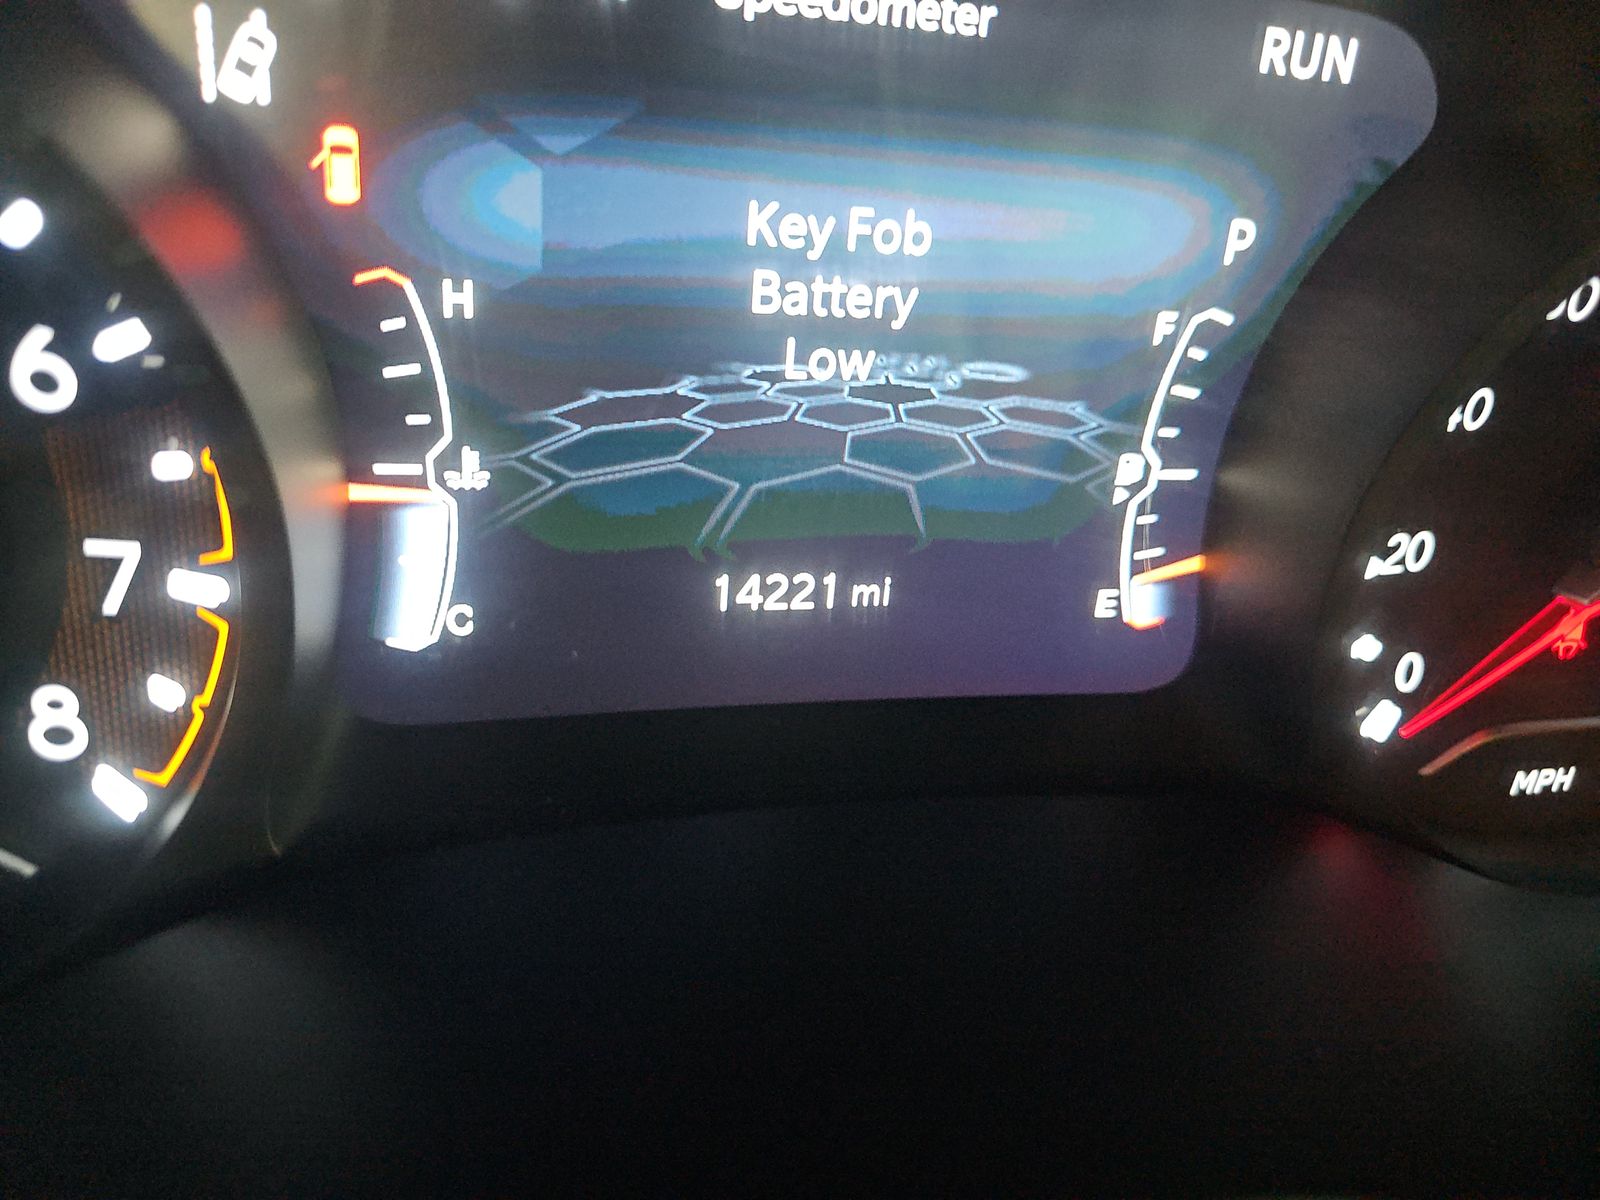 Speedometer
RUN
Key Fob
Battery
Low
P
H
F
6
40
7
20
E
C
14221 mi
0
8
MPH